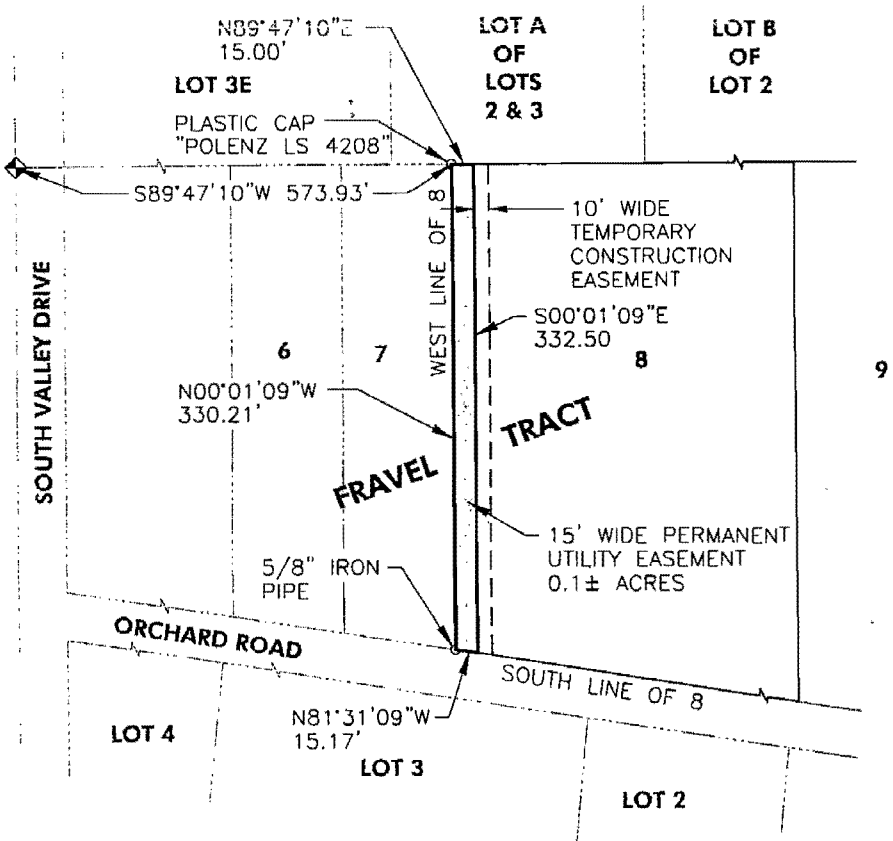 N89°47'10"E
15.00'
LOT A
OF
LOTS
2 & 3
LOT B
OF
LOT 2
LOT 3E
PLASTIC CAP
"POLENZ LS 4208"
S89°47'10"W 573.93'
WEST LINE OF 8
10' WIDE
TEMPORARY
CONSTRUCTION
EASEMENT
S00°01'09"E
332.50
SOUTH VALLEY DRIVE
6
7
8
9
N00°01'09"W
330.21'
FRAVEL TRACT
15' WIDE PERMANENT
UTILITY EASEMENT
0.1± ACRES
5/8" IRON
PIPE
ORCHARD ROAD
SOUTH LINE OF 8
N81°31'09"W
15.17'
LOT 4
LOT 3
LOT 2